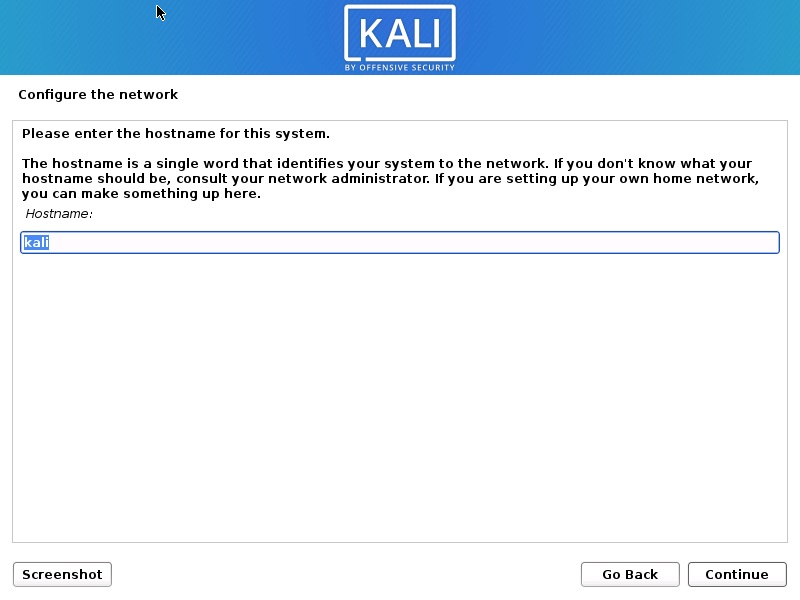 KALI
BY OFFENSIVE SECURITY
Configure the network
Please enter the hostname for this system.
The hostname is a single word that identifies your system to the network. If you don't know what your
hostname should be, consult your network administrator. If you are setting up your own home network,
you can make something up here.
Hostname:
kali
Screenshot
Go Back
Continue